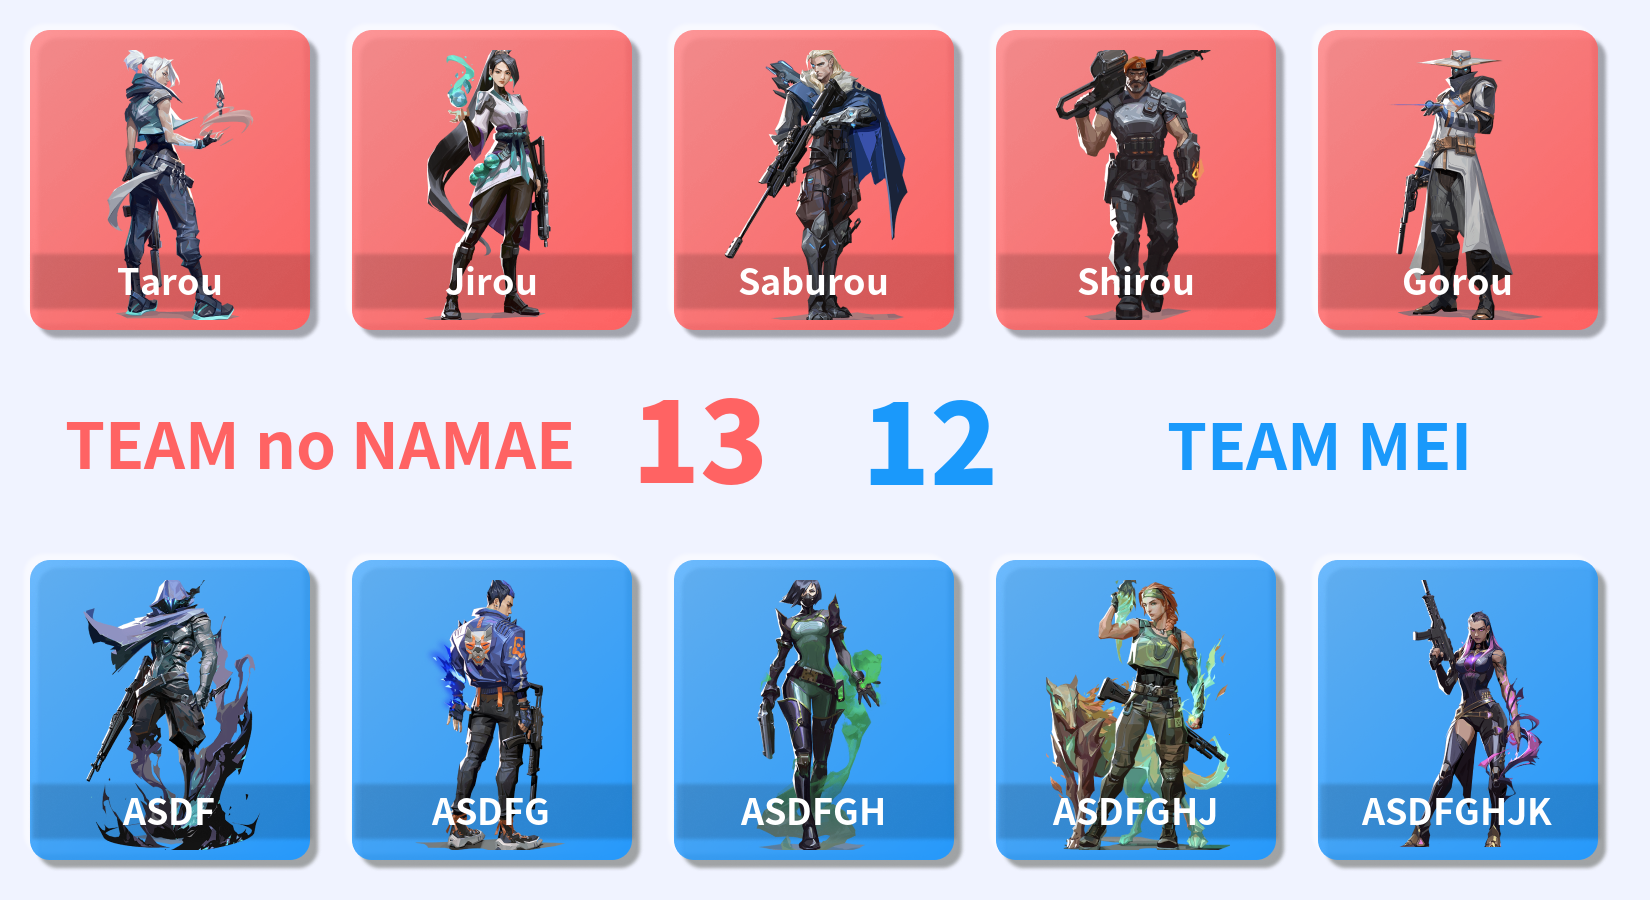 Tarou
Jirou
Saburou
Shirou
Gorou
TEAM no NAMAE 13 12 TEAM MEI
ASDF
ASDFG
ASDFGH
ASDFGHJ
ASDFGHJK